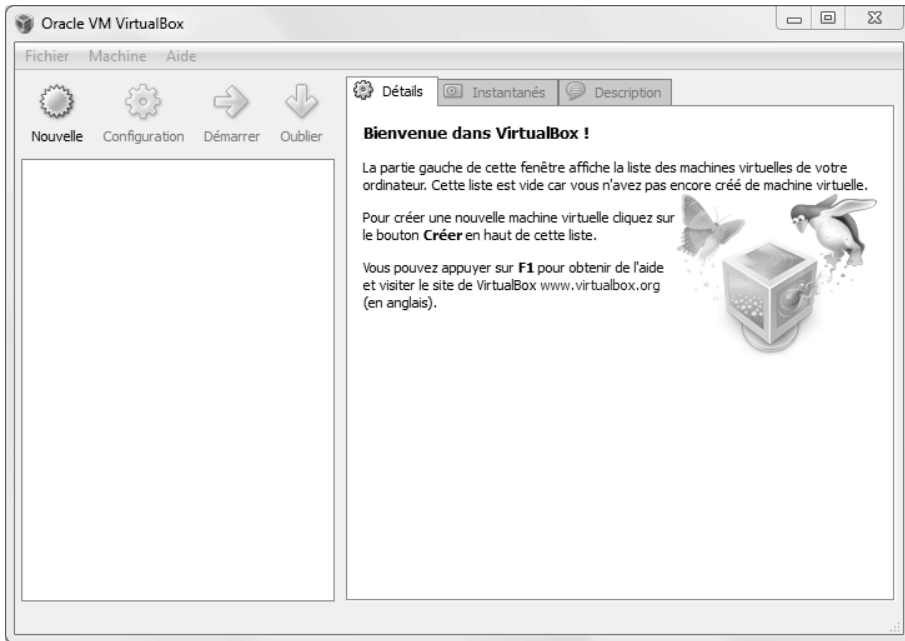 Oracle VM VirtualBox
Fichier Machine Aide
Nouvelle Configuration Démarrer Oublier
Détails Instantanés Description
Bienvenue dans VirtualBox !
La partie gauche de cette fenêtre affiche la liste des machines virtuelles de votre
ordinateur. Cette liste est vide car vous n'avez pas encore créé de machine virtuelle.
Pour créer une nouvelle machine virtuelle cliquez sur
le bouton Créer en haut de cette liste.
Vous pouvez appuyer sur F1 pour obtenir de l'aide
et visiter le site de VirtualBox www.virtualbox.org
(en anglais).